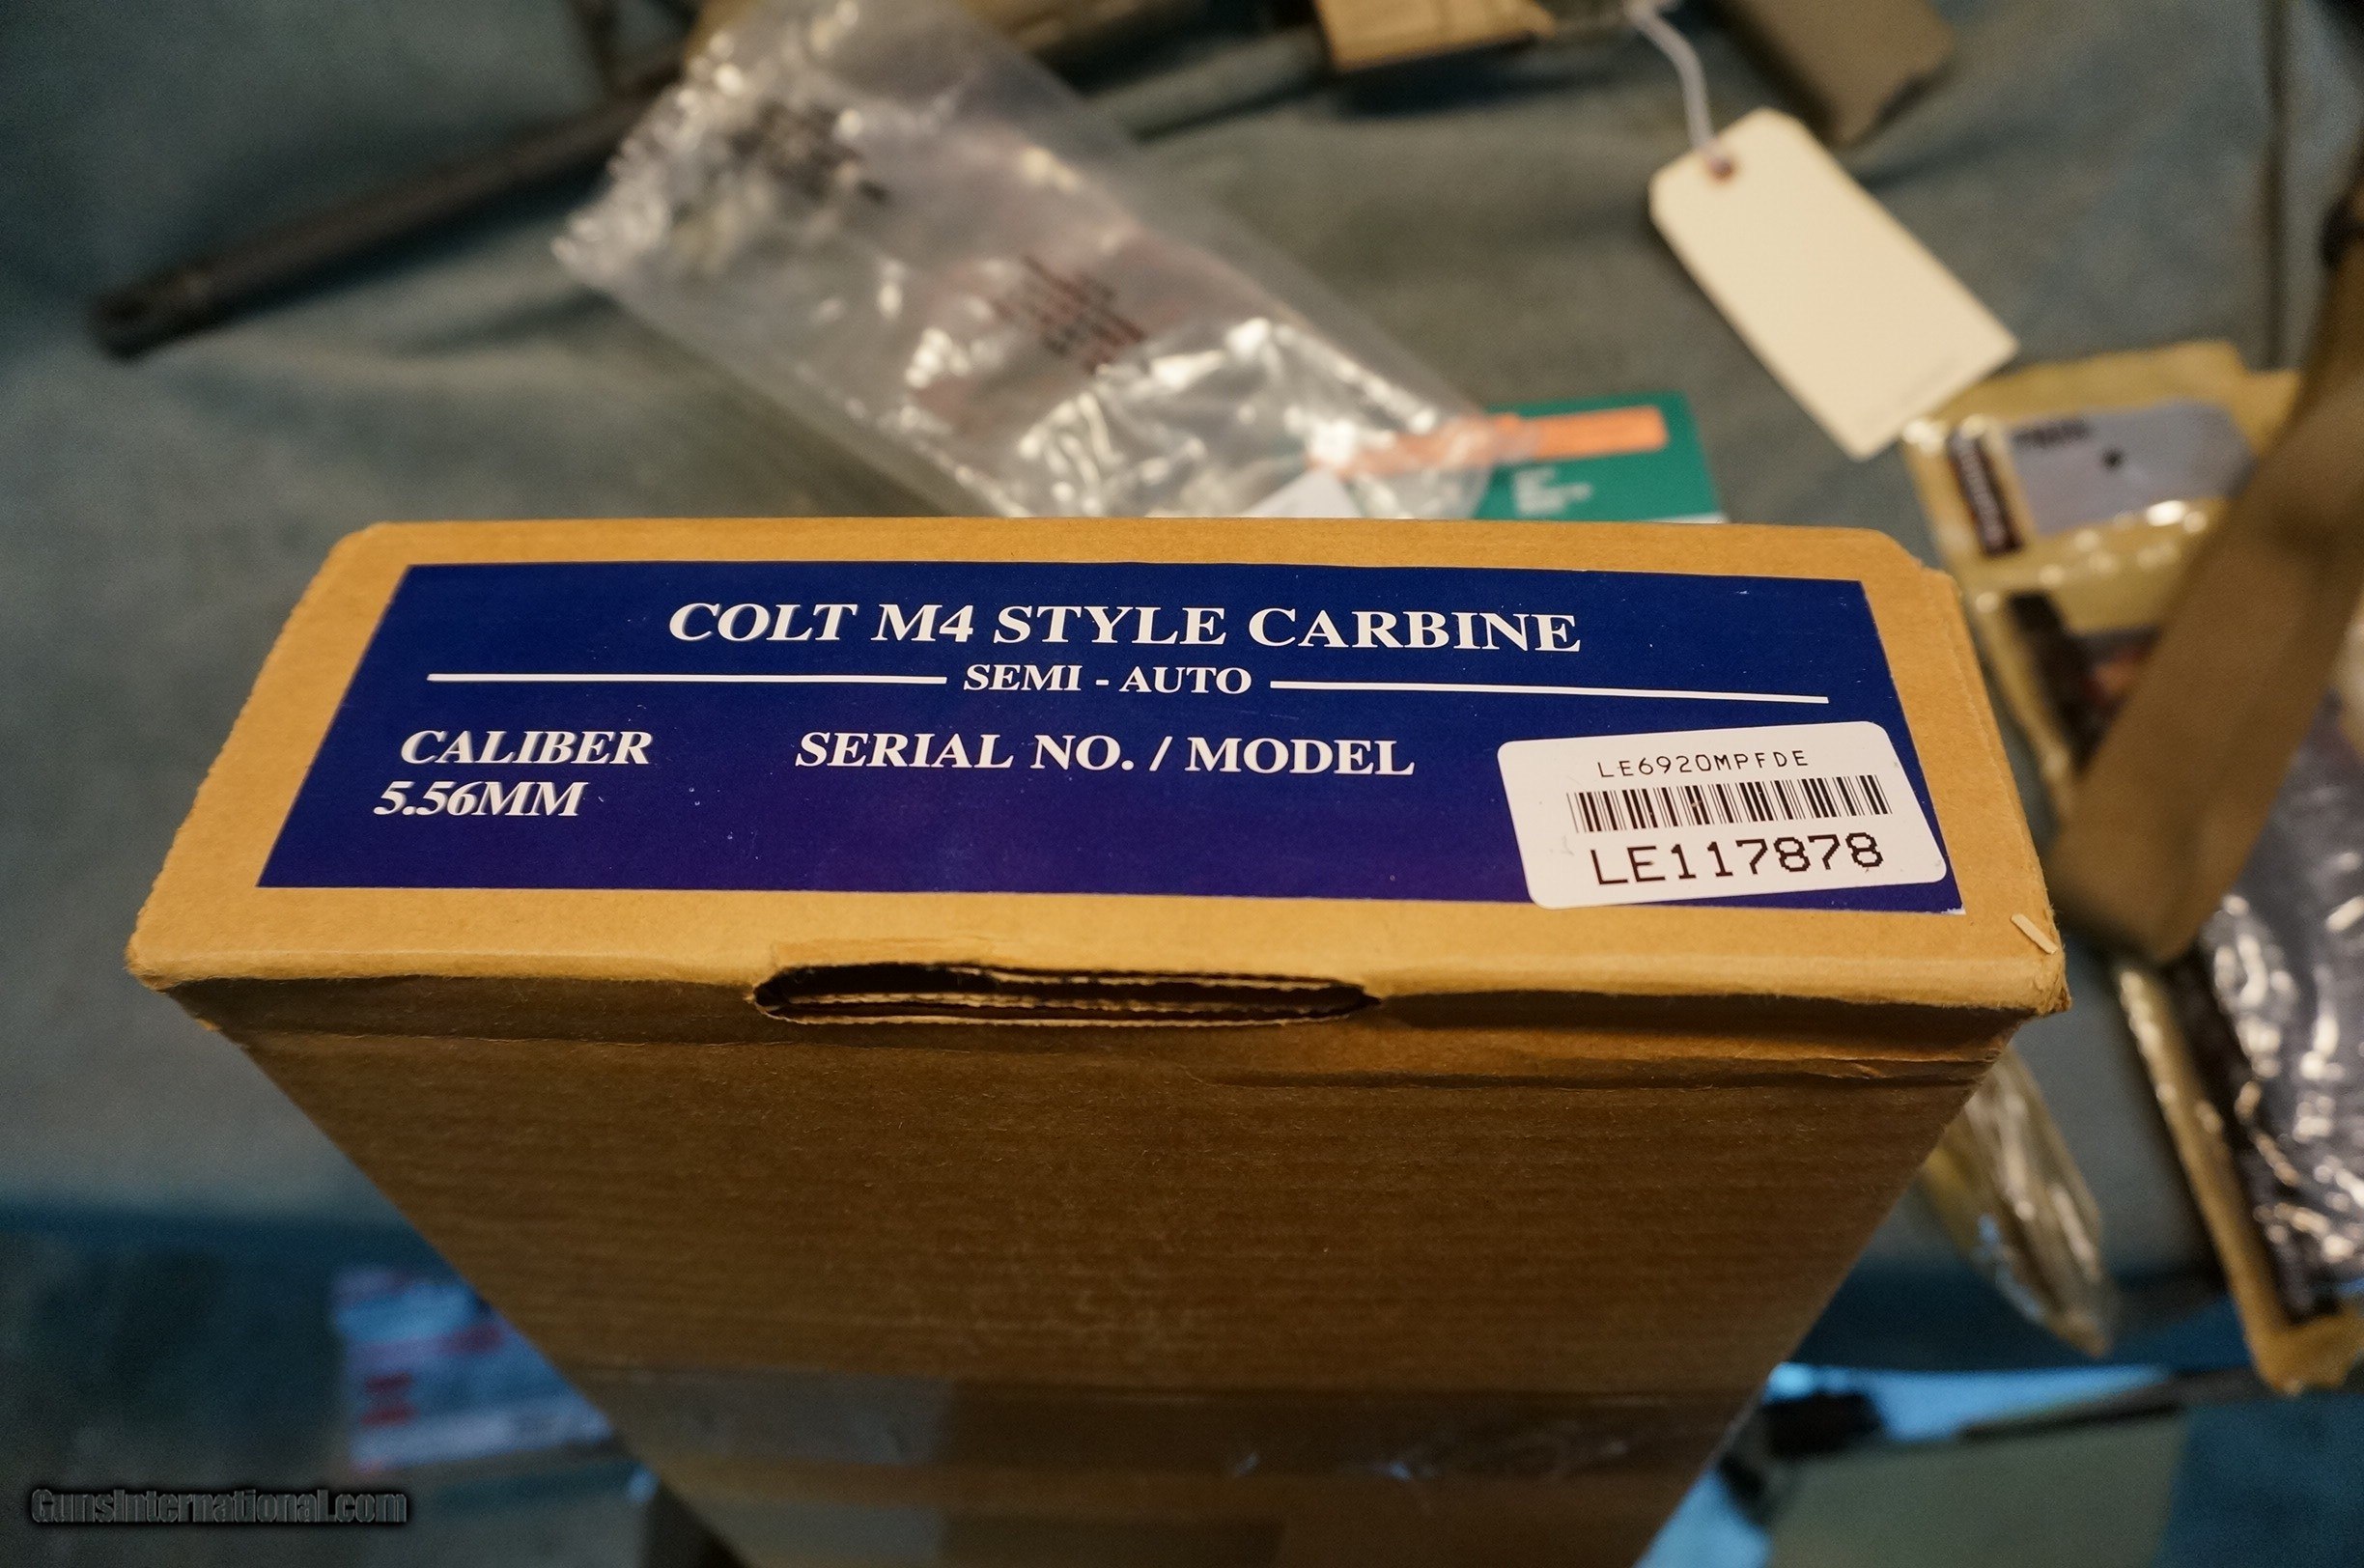 COLT M4 STYLE CARBINE
SEMI - AUTO
CALIBER
5.56MM
SERIAL NO. / MODEL
LE6920MPFDE
LE117878
GunsInternational.com